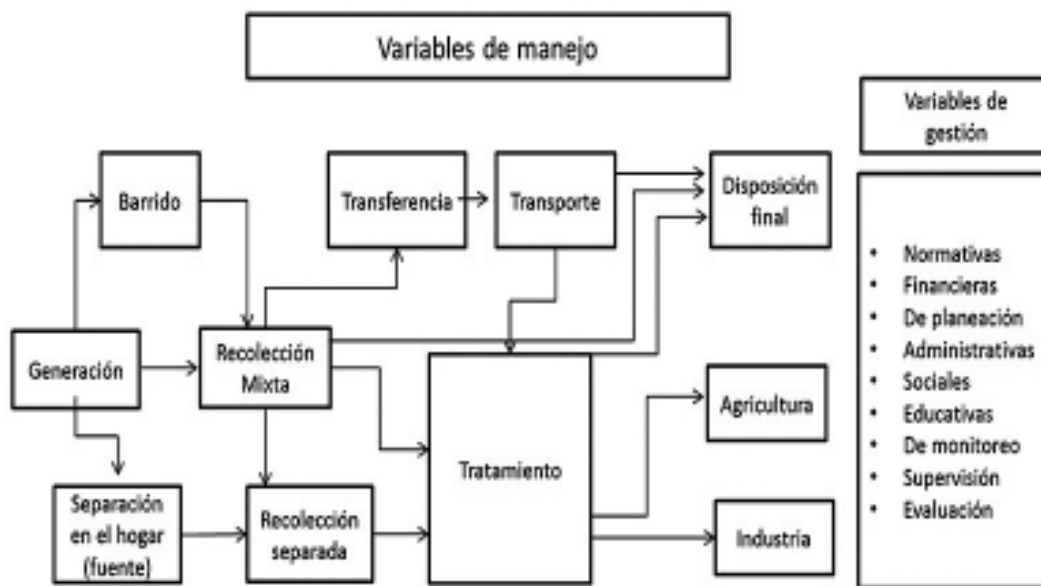 Variables de manejo
Variables de
gestión
Barrido
Transferencia
Transporte
Disposición
final
Generación
Recolección
Mixta
Tratamiento
Agricultura
Separación
en el hogar
(fuente)
Recolección
separada
Industria
• Normativas
• Financieras
• De planeación
• Administrativas
• Sociales
• Educativas
• De monitoreo
• Supervisión
• Evaluación